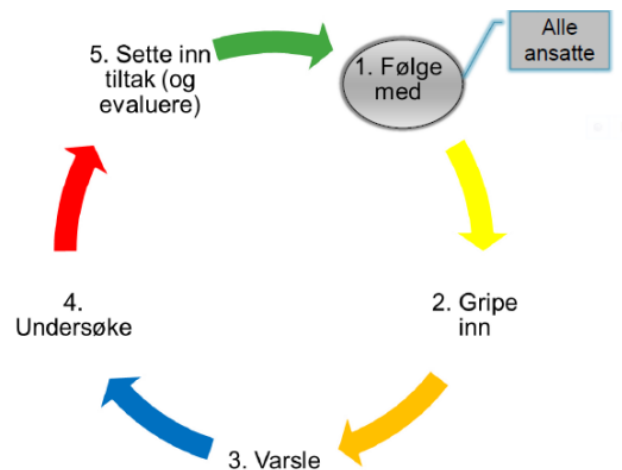 Alle
ansatte
1. Følge
med
2. Gripe
inn
3. Varsle
4.
Undersøke
5. Sette inn
tiltak (og
evaluere)